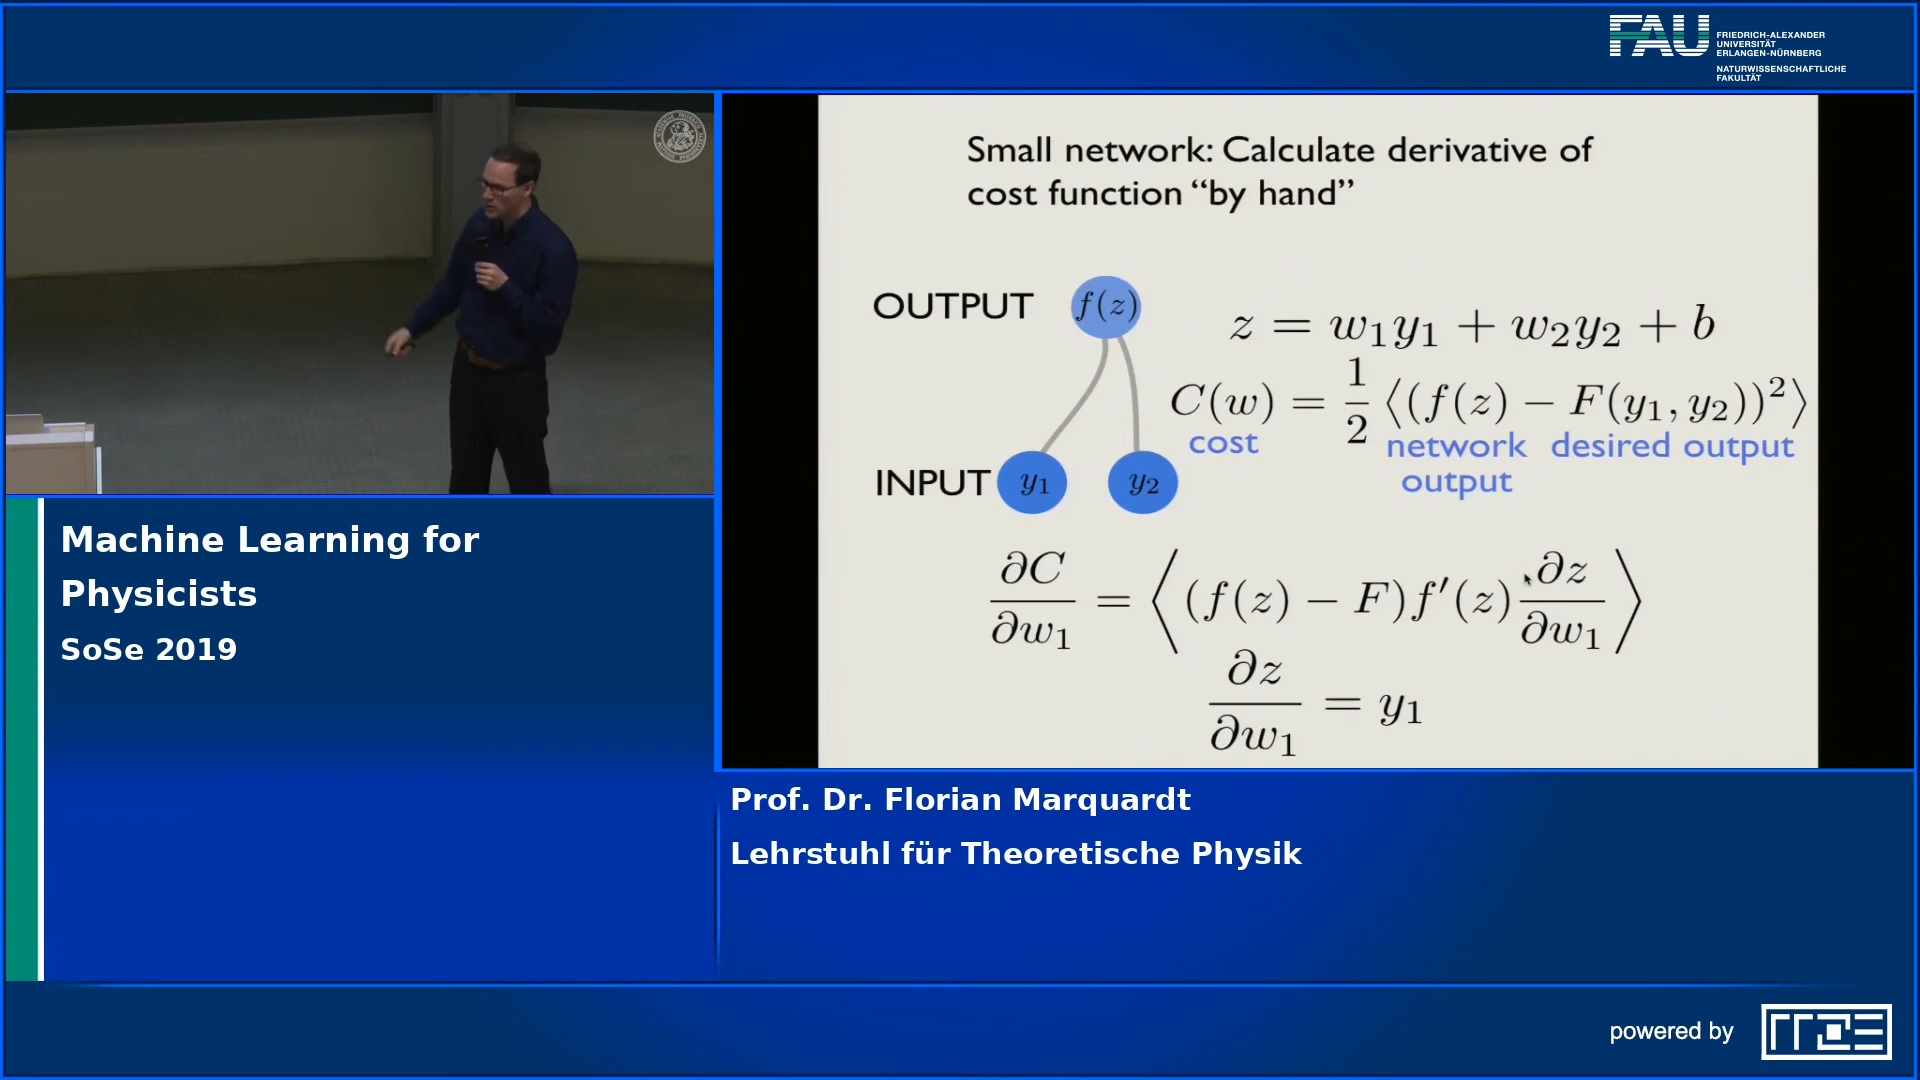 FAU
FRIEDRICH-ALEXANDER
UNIVERSITÄT
ERLANGEN-NÜRNBERG
NATURWISSENSCHAFTLICHE
FAKULTÄT
Small network: Calculate derivative of
cost function “by hand”
OUTPUT f(z)
z = w₁y₁ + w₂y₂ + b
C(w) = 1/2 ⟨(f(z) − F(y₁, y₂))²⟩
cost network desired output
output
INPUT y₁ y₂
∂C/∂w₁ = ⟨(f(z) − F)f′(z) ∂z/∂w₁⟩
∂z/∂w₁ = y₁
Machine Learning for
Physicists
SoSe 2019
Prof. Dr. Florian Marquardt
Lehrstuhl für Theoretische Physik
powered by